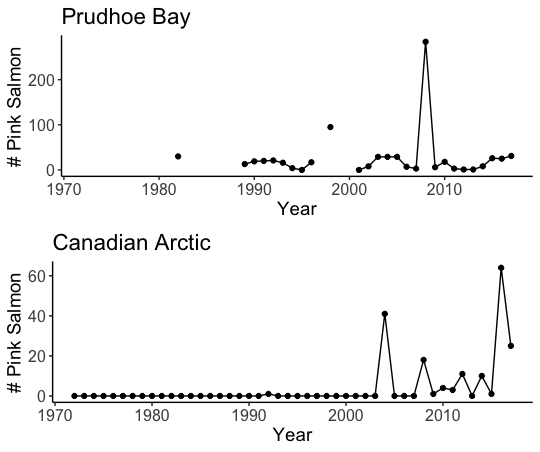 Prudhoe Bay
# Pink Salmon
200
100
0
1970 1980 1990 2000 2010
Year
Canadian Arctic
# Pink Salmon
60
40
20
0
1970 1980 1990 2000 2010
Year